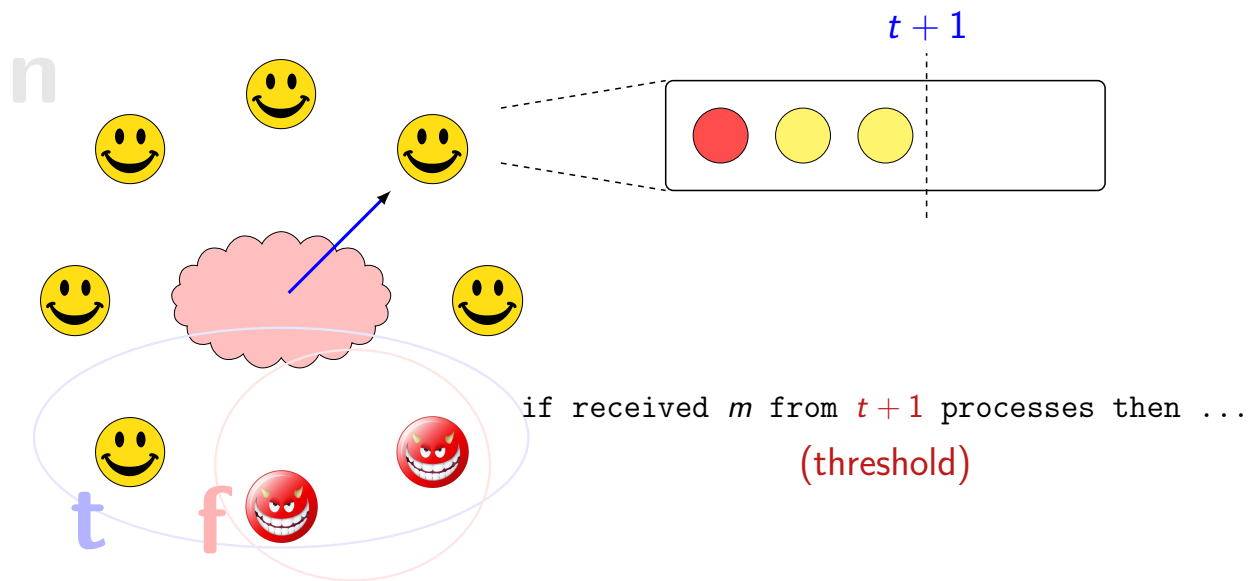 t + 1
n
if received m from t + 1 processes then ...
(threshold)
t
f